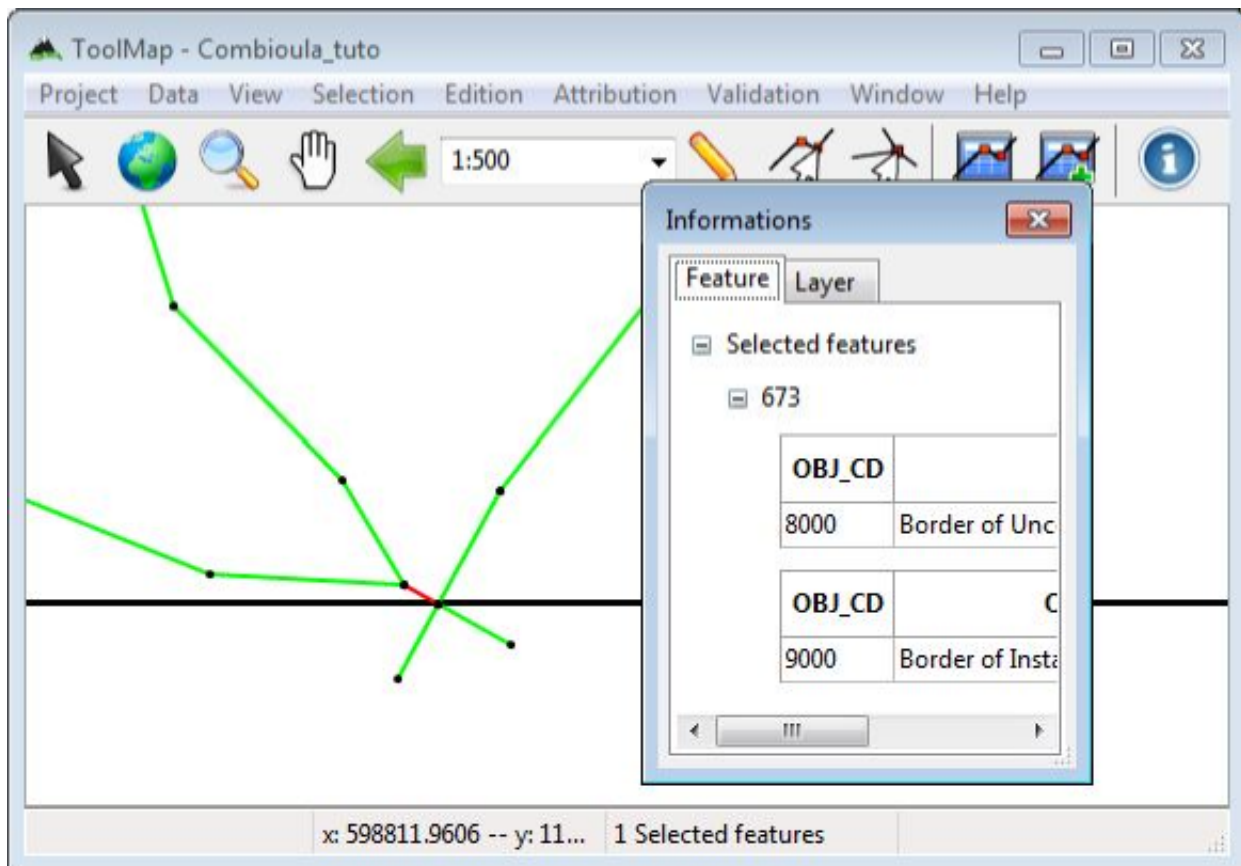 ToolMap - Combioula_tuto
Project Data View Selection Edition Attribution Validation Window Help
1:500
Informations
Feature Layer
Selected features
673
OBJ_CD
8000 Border of Unc
OBJ_CD C
9000 Border of Insta
x: 598811.9606 -- y: 11... 1 Selected features